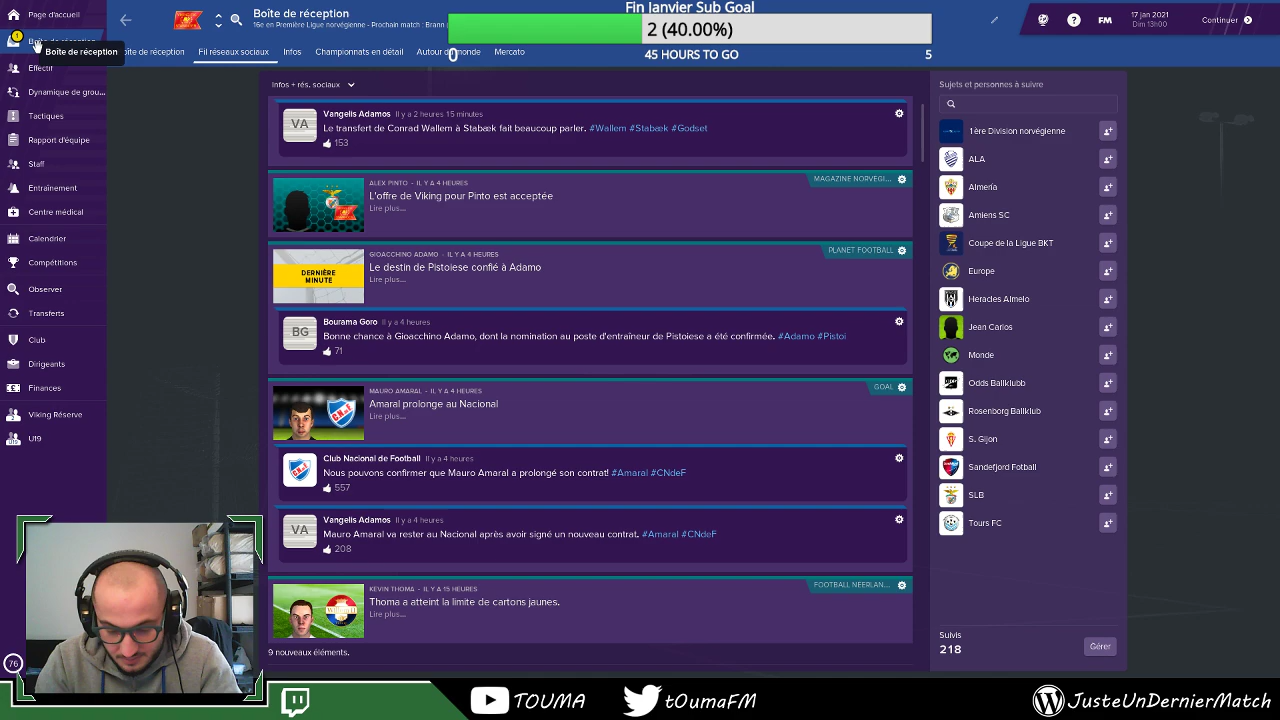 Fin Janvier Sub Goal
2 (40.00%)
0
45 HOURS TO GO
5
Boîte de réception
16e en Première Ligue norvégienne - Prochain match : Brann
FM
17 jan 2021
Dim 13:00
Continuer
Page d'accueil
1
Boîte de réception
Fil réseaux sociaux
Infos
Championnats en détail
Mercato
Effectif
Dynamique de grou...
Tactiques
Rapport d'équipe
Staff
Entraînement
Centre médical
Calendrier
Compétitions
Observer
Transferts
Club
Dirigeants
Finances
Viking Réserve
U19
76
Infos + rés. sociaux
VA
Vangelis Adamos Il y a 2 heures 15 minutes
Le transfert de Conrad Wallem à Stabæk fait beaucoup parler. #Wallem #Stabæk #Godset
153
ALEX PINTO - IL Y A 4 HEURES
MAGAZINE NORVEGI...
L'offre de Viking pour Pinto est acceptée
Lire plus...
GIOACCHINO ADAMO - IL Y A 4 HEURES
PLANET FOOTBALL
DERNIÈRE
MINUTE
Le destin de Pistoiese confié à Adamo
Lire plus...
BG
Bourama Goro Il y a 4 heures
Bonne chance à Gioacchino Adamo, dont la nomination au poste d'entraîneur de Pistoiese a été confirmée. #Adamo #Pistoi
71
MAURO AMARAL - IL Y A 4 HEURES
GOAL
Amaral prolonge au Nacional
Lire plus...
Club Nacional de Football Il y a 4 heures
Nous pouvons confirmer que Mauro Amaral a prolongé son contrat! #Amaral #CNdeF
557
VA
Vangelis Adamos Il y a 4 heures
Mauro Amaral va rester au Nacional après avoir signé un nouveau contrat. #Amaral #CNdeF
208
KEVIN THOMA - IL Y A 15 HEURES
FOOTBALL NÉERLAN...
Thoma a atteint la limite de cartons jaunes.
Lire plus...
9 nouveaux éléments.
Sujets et personnes à suivre
1ère Division norvégienne
ALA
Almería
Amiens SC
Coupe de la Ligue BKT
Europe
Heracles Almelo
Jean Carlos
Monde
Odds Ballklubb
Rosenborg Ballklub
S. Gijon
Sandefjord Fotball
SLB
Tours FC
Suivis
218
Gérer
TOUMA
tOumaFM
JusteUnDernierMatch